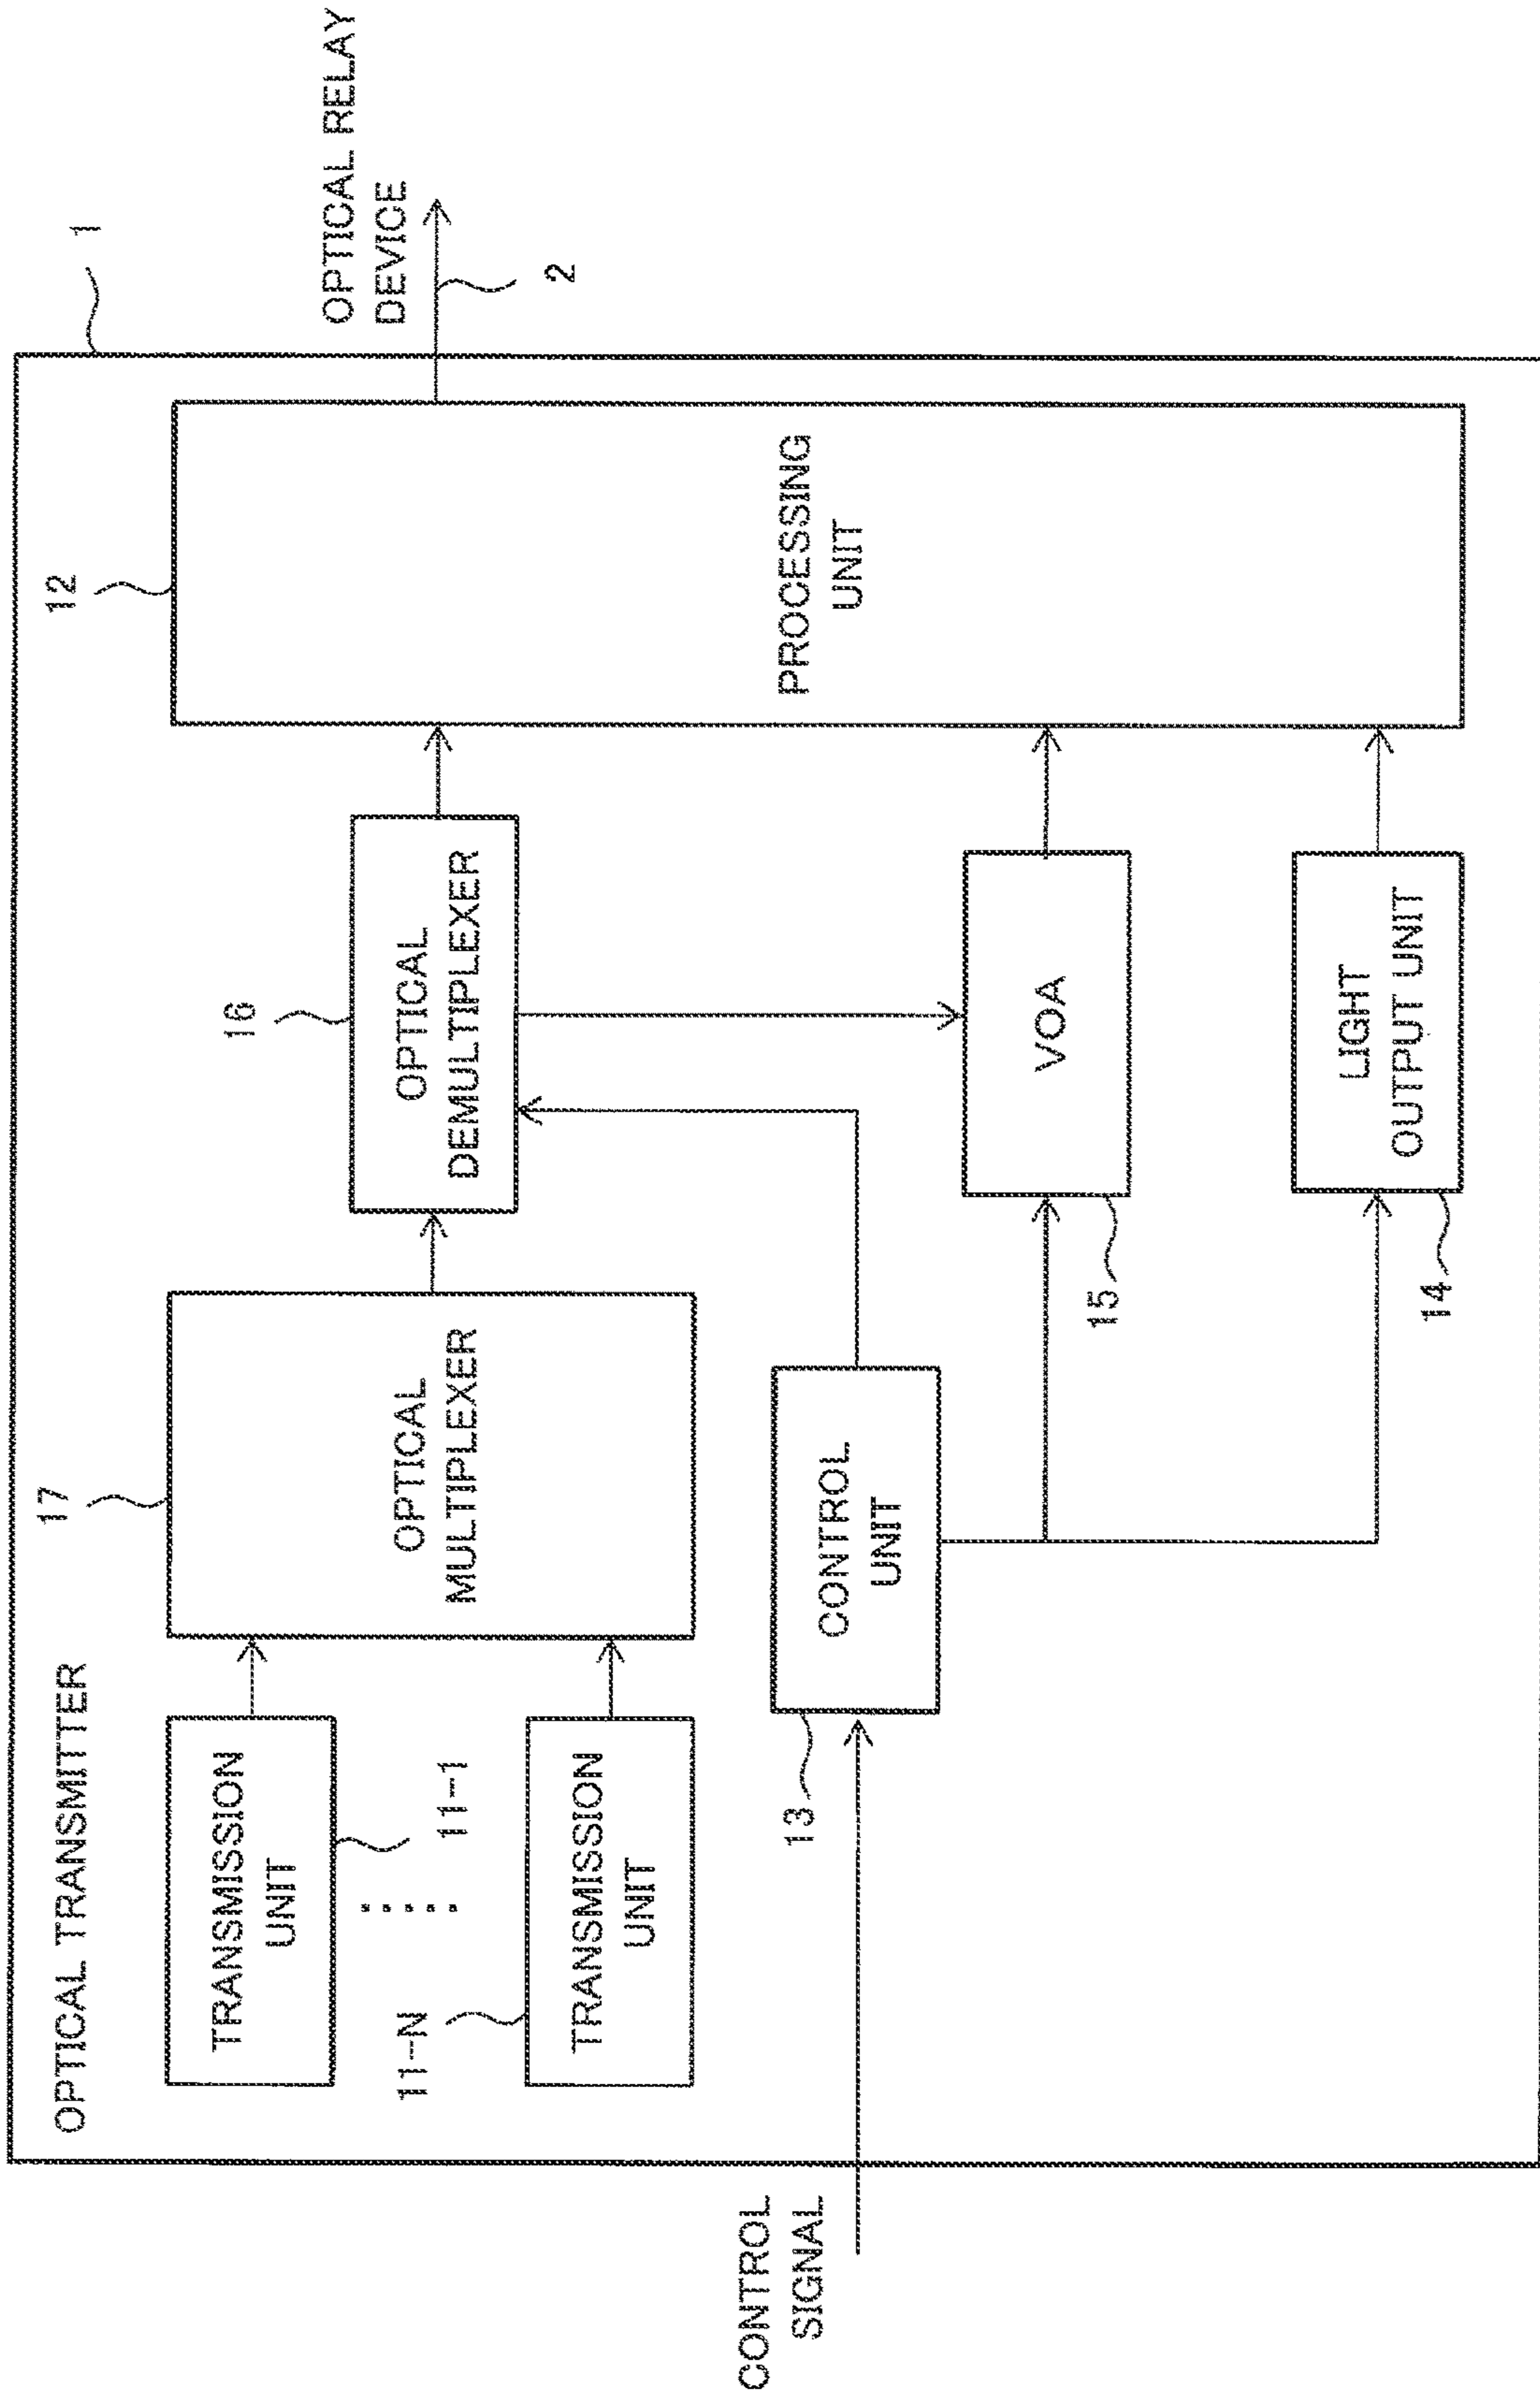 OPTICAL TRANSMITTER
1
17
16
12
TRANSMISSION
UNIT
11-1
11-N
TRANSMISSION
UNIT
OPTICAL
MULTIPLEXER
OPTICAL
DEMULTIPLEXER
OPTICAL RELAY
DEVICE
2
PROCESSING
UNIT
CONTROL
SIGNAL
13
CONTROL
UNIT
VOA
15
LIGHT
OUTPUT UNIT
14